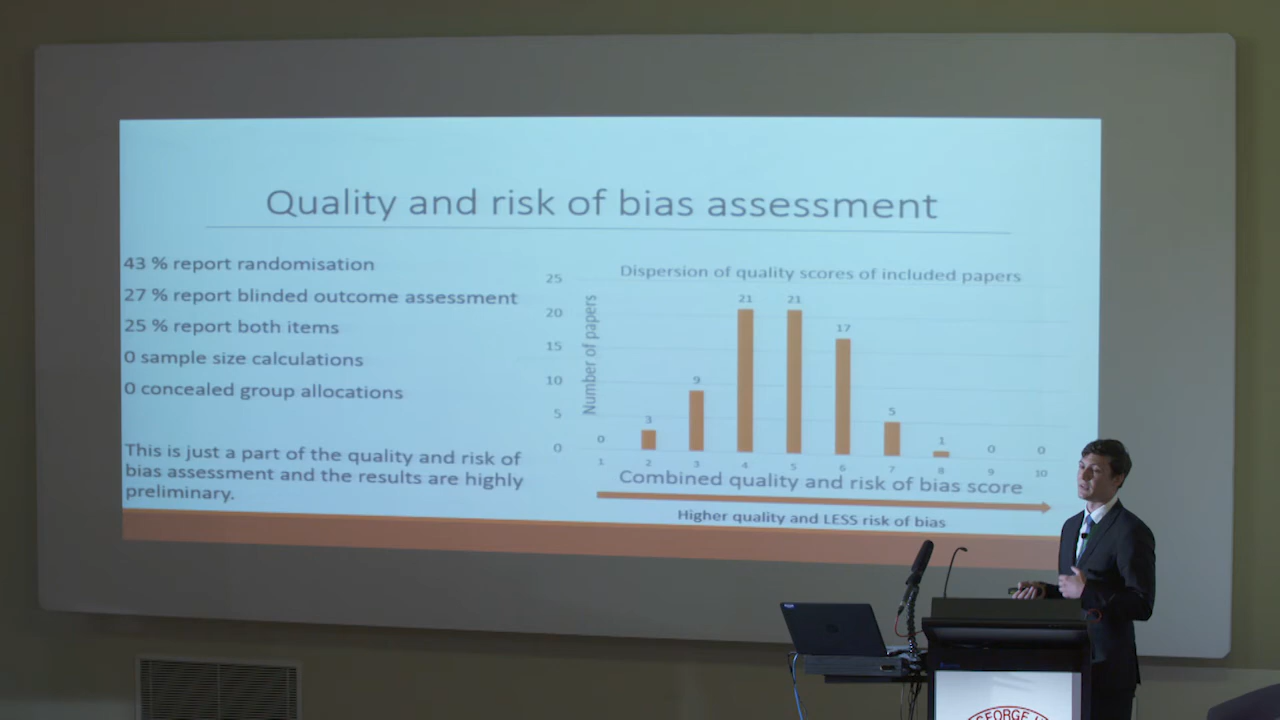 Quality and risk of bias assessment
43 % report randomisation
27 % report blinded outcome assessment
25 % report both items
0 sample size calculations
0 concealed group allocations
This is just a part of the quality and risk of
bias assessment and the results are highly
preliminary.
Dispersion of quality scores of included papers
Number of papers
25
20
15
10
5
0
0
3
9
21
21
17
5
1
0
0
1 2 3 4 5 6 7 8 9 10
Combined quality and risk of bias score
Higher quality and LESS risk of bias
GEORGE